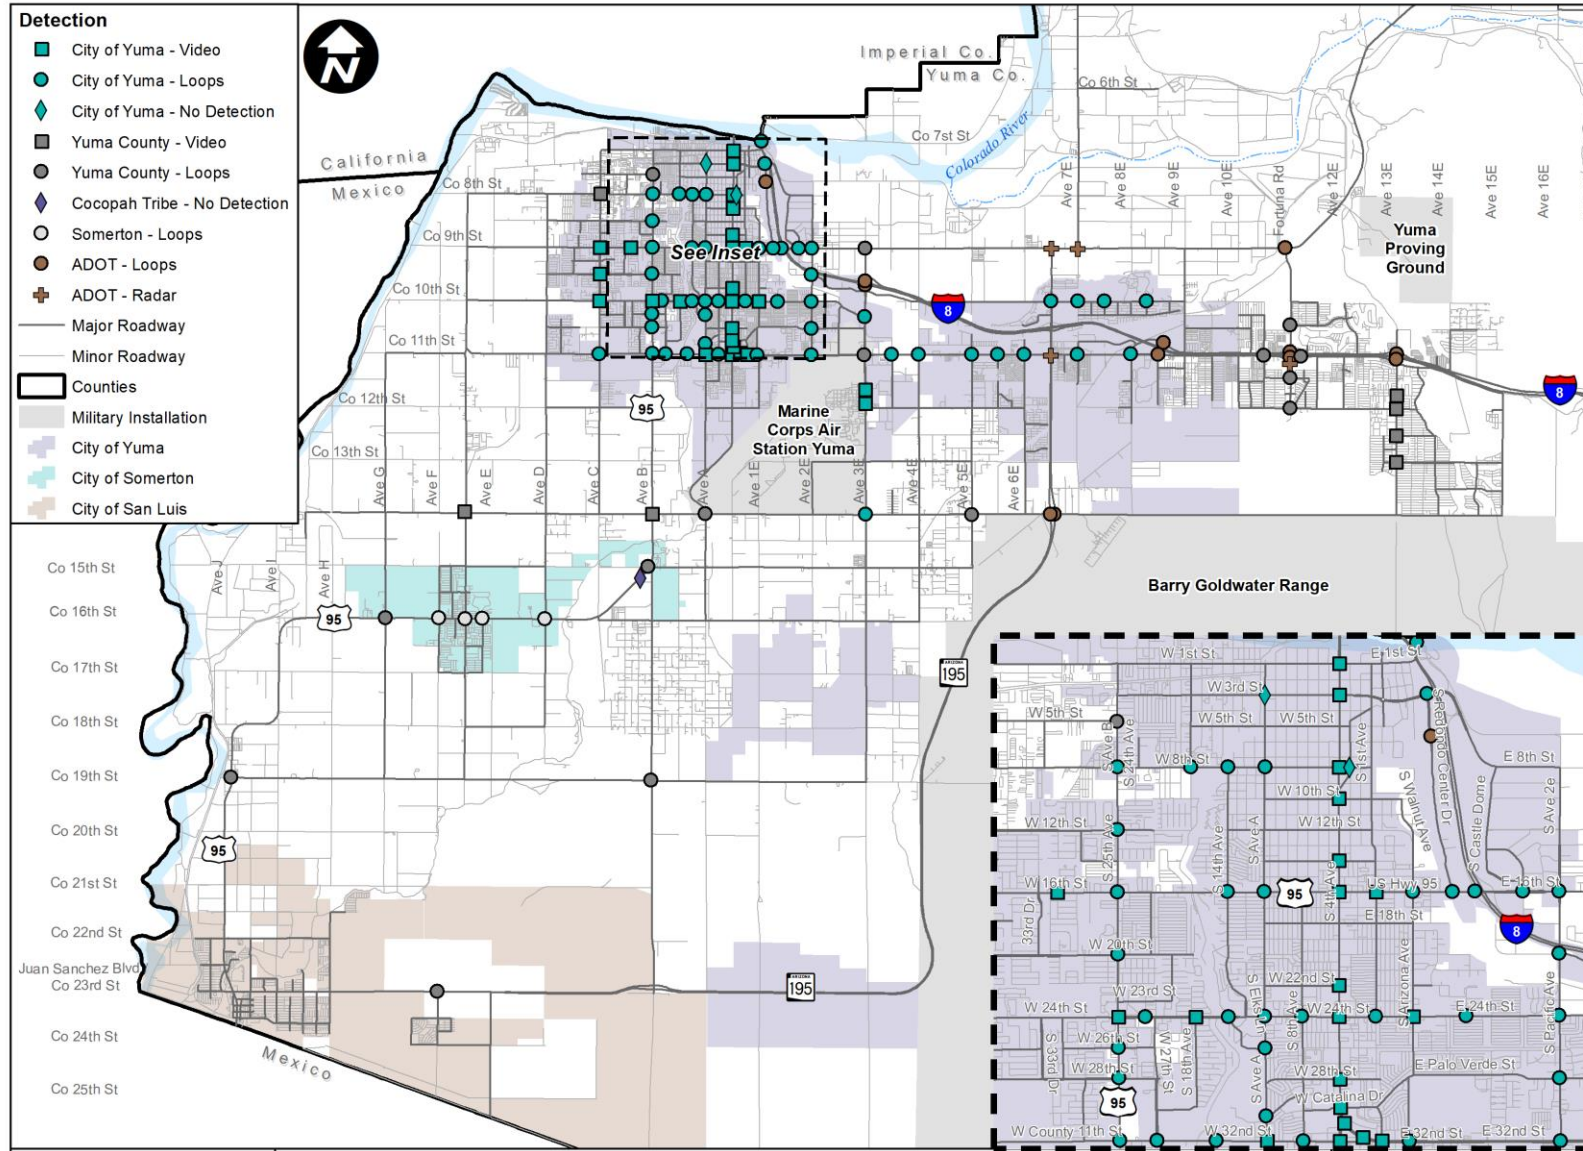 Detection
City of Yuma - Video
City of Yuma - Loops
City of Yuma - No Detection
Yuma County - Video
Yuma County - Loops
Cocopah Tribe - No Detection
Somerton - Loops
ADOT - Loops
ADOT - Radar
Major Roadway
Minor Roadway
Counties
Military Installation
City of Yuma
City of Somerton
City of San Luis
N
Imperial Co.
Yuma Co.
California
Mexico
Colorado River
Co 6th St
Co 7st St
Co 8th St
Co 9th St
Co 10th St
Co 11th St
Co 12th St
Co 13th St
See Inset
Ave 7E
Ave 8E
Ave 9E
Ave 10E
Fortuna Rd
Ave 12E
Ave 13E
Ave 14E
Ave 15E
Ave 16E
Yuma
Proving
Ground
8
8
95
Marine
Corps Air
Station Yuma
Ave G
Ave F
Ave E
Ave D
Ave C
Ave B
Ave A
Ave 1E
Ave 2E
Ave 3E
Ave 4E
Ave 5E
Ave 6E
Ave J
Ave I
Ave H
Co 15th St
Co 16th St
Co 17th St
Co 18th St
Co 19th St
Co 20th St
Co 21st St
Co 22nd St
Juan Sanchez Blvd
Co 23rd St
Co 24th St
Co 25th St
95
95
Mexico
ARIZONA
195
ARIZONA
195
Barry Goldwater Range
W 1st St
E 1st St
W 3rd St
W 5th St
W 5th St
W 5th St
S Ave B
S 24th Ave
W 8th St
E 8th St
S 1st Ave
S Redondo Center Dr
W 10th St
W 12th St
W 12th St
S Walnut Ave
S Castle Dome
S Ave 2e
S 25th Ave
S 14th Ave
S Ave A
S 4th Ave
W 16th St
95
US Hwy 95
E 16th St
33rd Dr
E 18th St
8
W 20th St
W 22nd St
W 23rd St
S Arizona Ave
W 24th St
W 24th St
E 24th St
S Elks Ln
S 8th Ave
S Pacific Ave
W 26th St
S 33rd Dr
W 27th St
S 18th Ave
W 28th St
W 28th St
E Palo Verde St
S Ave A
W Catalina Dr
95
W County 11th St
W 32nd St
E 32nd St
E 32nd St